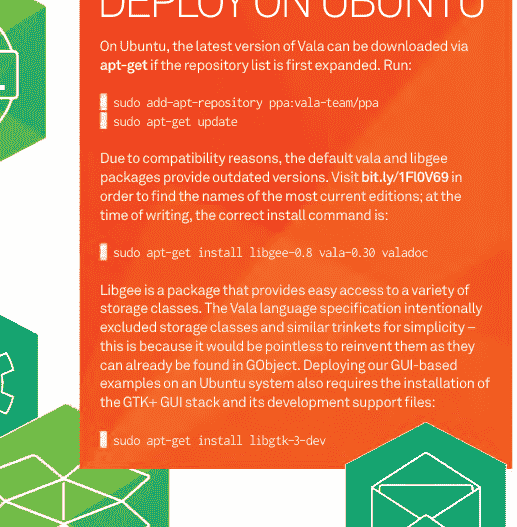 DEPLOY ON UBUNTU
On Ubuntu, the latest version of Vala can be downloaded via
apt-get if the repository list is first expanded. Run:
sudo add-apt-repository ppa:vala-team/ppa
sudo apt-get update
Due to compatibility reasons, the default vala and libgee
packages provide outdated versions. Visit bit.ly/1Fl0V69 in
order to find the names of the most current editions; at the
time of writing, the correct install command is:
sudo apt-get install libgee-0.8 vala-0.30 valadoc
Libgee is a package that provides easy access to a variety of
storage classes. The Vala language specification intentionally
excluded storage classes and similar trinkets for simplicity –
this is because it would be pointless to reinvent them as they
can already be found in GObject. Deploying our GUI-based
examples on an Ubuntu system also requires the installation of
the GTK+ GUI stack and its development support files:
sudo apt-get install libgtk-3-dev